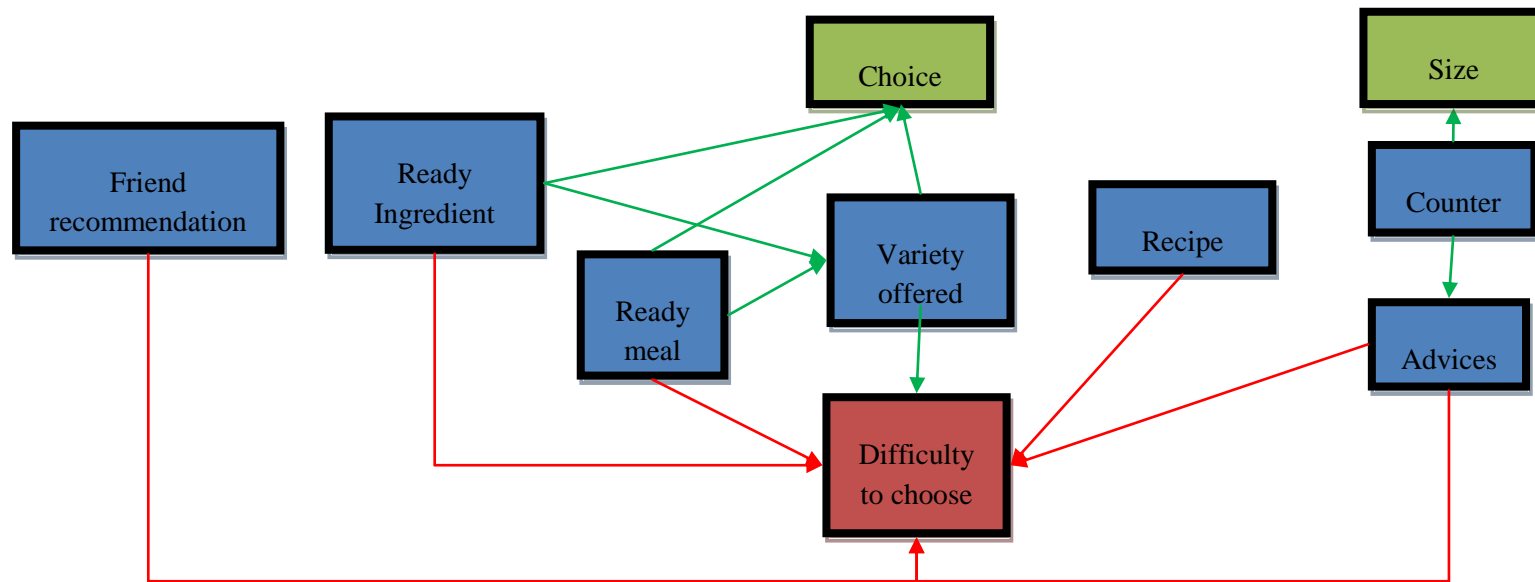 Choice
Size
Friend
recommendation
Ready
Ingredient
Variety
offered
Recipe
Counter
Ready
meal
Advices
Difficulty
to choose